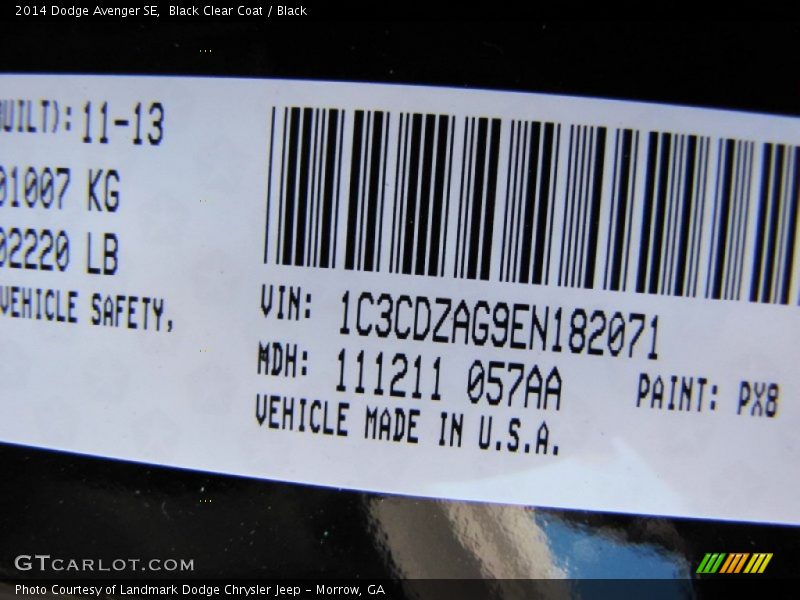 2014 Dodge Avenger SE, Black Clear Coat / Black
UILT): 11-13
01007 KG
02220 LB
VEHICLE SAFETY,
VIN: 1C3CDZAG9EN182071
MDH: 111211 057AA PAINT: PX8
VEHICLE MADE IN U.S.A.
GTCARLOT.COM
Photo Courtesy of Landmark Dodge Chrysler Jeep - Morrow, GA